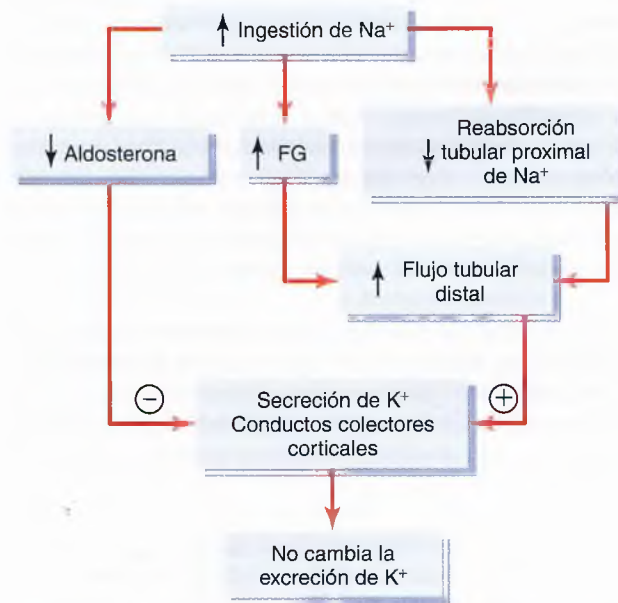 ↑ Ingestión de Na⁺
↓ Aldosterona
↑ FG
Reabsorción
↓ tubular proximal
de Na⁺
↑ Flujo tubular
distal
−
Secreción de K⁺
Conductos colectores
corticales
+
No cambia la
excreción de K⁺